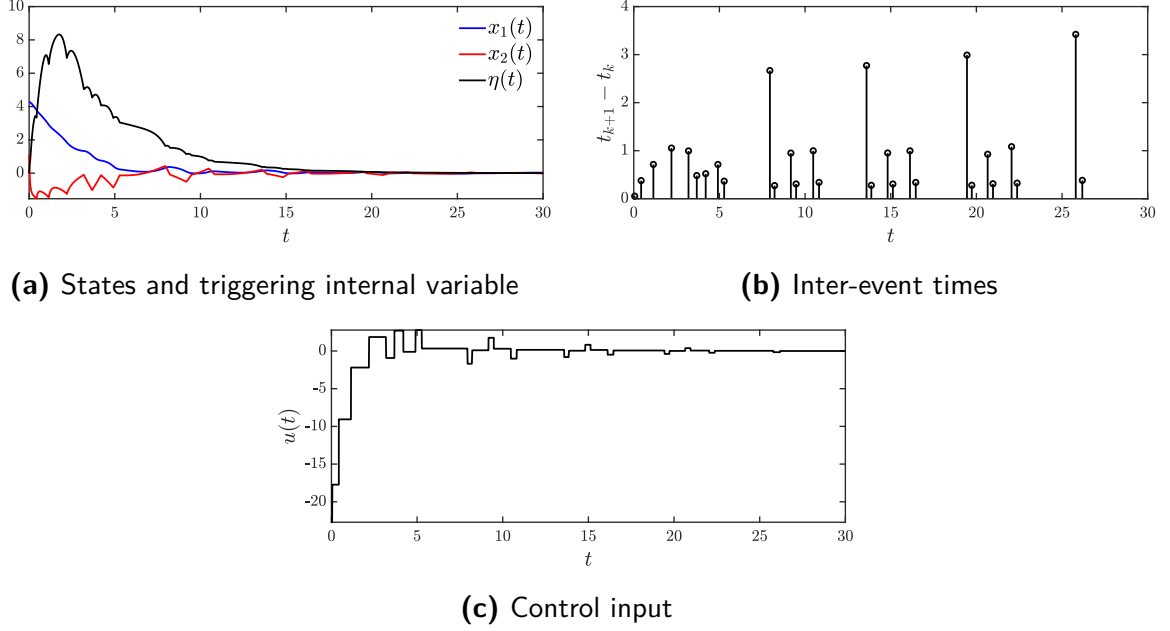 10
8
6
4
2
0
x₁(t)
x₂(t)
η(t)
0 5 10 15 20 25 30
t
(a) States and triggering internal variable
4
3
2
1
0
tₖ₊₁ − tₖ
0 5 10 15 20 25 30
t
(b) Inter-event times
0
-5
-10
-15
-20
u(t)
0 5 10 15 20 25 30
t
(c) Control input